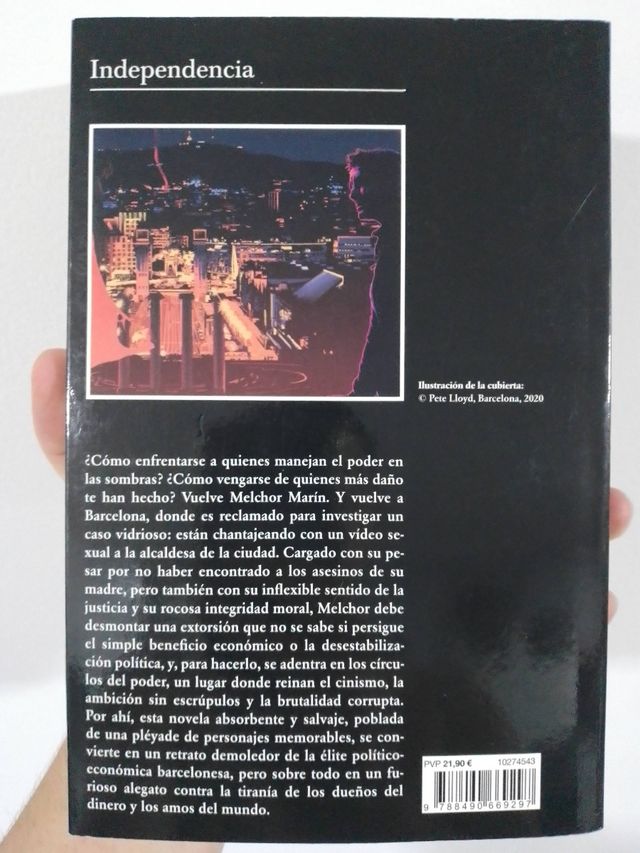 Independencia
Ilustración de la cubierta:
© Pete Lloyd, Barcelona, 2020
¿Cómo enfrentarse a quienes manejan el poder en
las sombras? ¿Cómo vengarse de quienes más daño
te han hecho? Vuelve Melchor Marín. Y vuelve a
Barcelona, donde es reclamado para investigar un
caso vidrioso: están chantajeando con un vídeo se-
xual a la alcaldesa de la ciudad. Cargado con su pe-
sar por no haber encontrado a los asesinos de su
madre, pero también con su inflexible sentido de la
justicia y su rocosa integridad moral, Melchor debe
desmontar una extorsión que no se sabe si persigue
el simple beneficio económico o la desestabiliza-
ción política, y, para hacerlo, se adentra en los círcu-
los del poder, un lugar donde reinan el cinismo, la
ambición sin escrúpulos y la brutalidad corrupta.
Por ahí, esta novela absorbente y salvaje, poblada
de una pléyade de personajes memorables, se con-
vierte en un retrato demoledor de la élite político-
económica barcelonesa, pero sobre todo en un fu-
rioso alegato contra la tiranía de los dueños del
dinero y los amos del mundo.
PVP 21,90 € 10274543
9 788490 669297